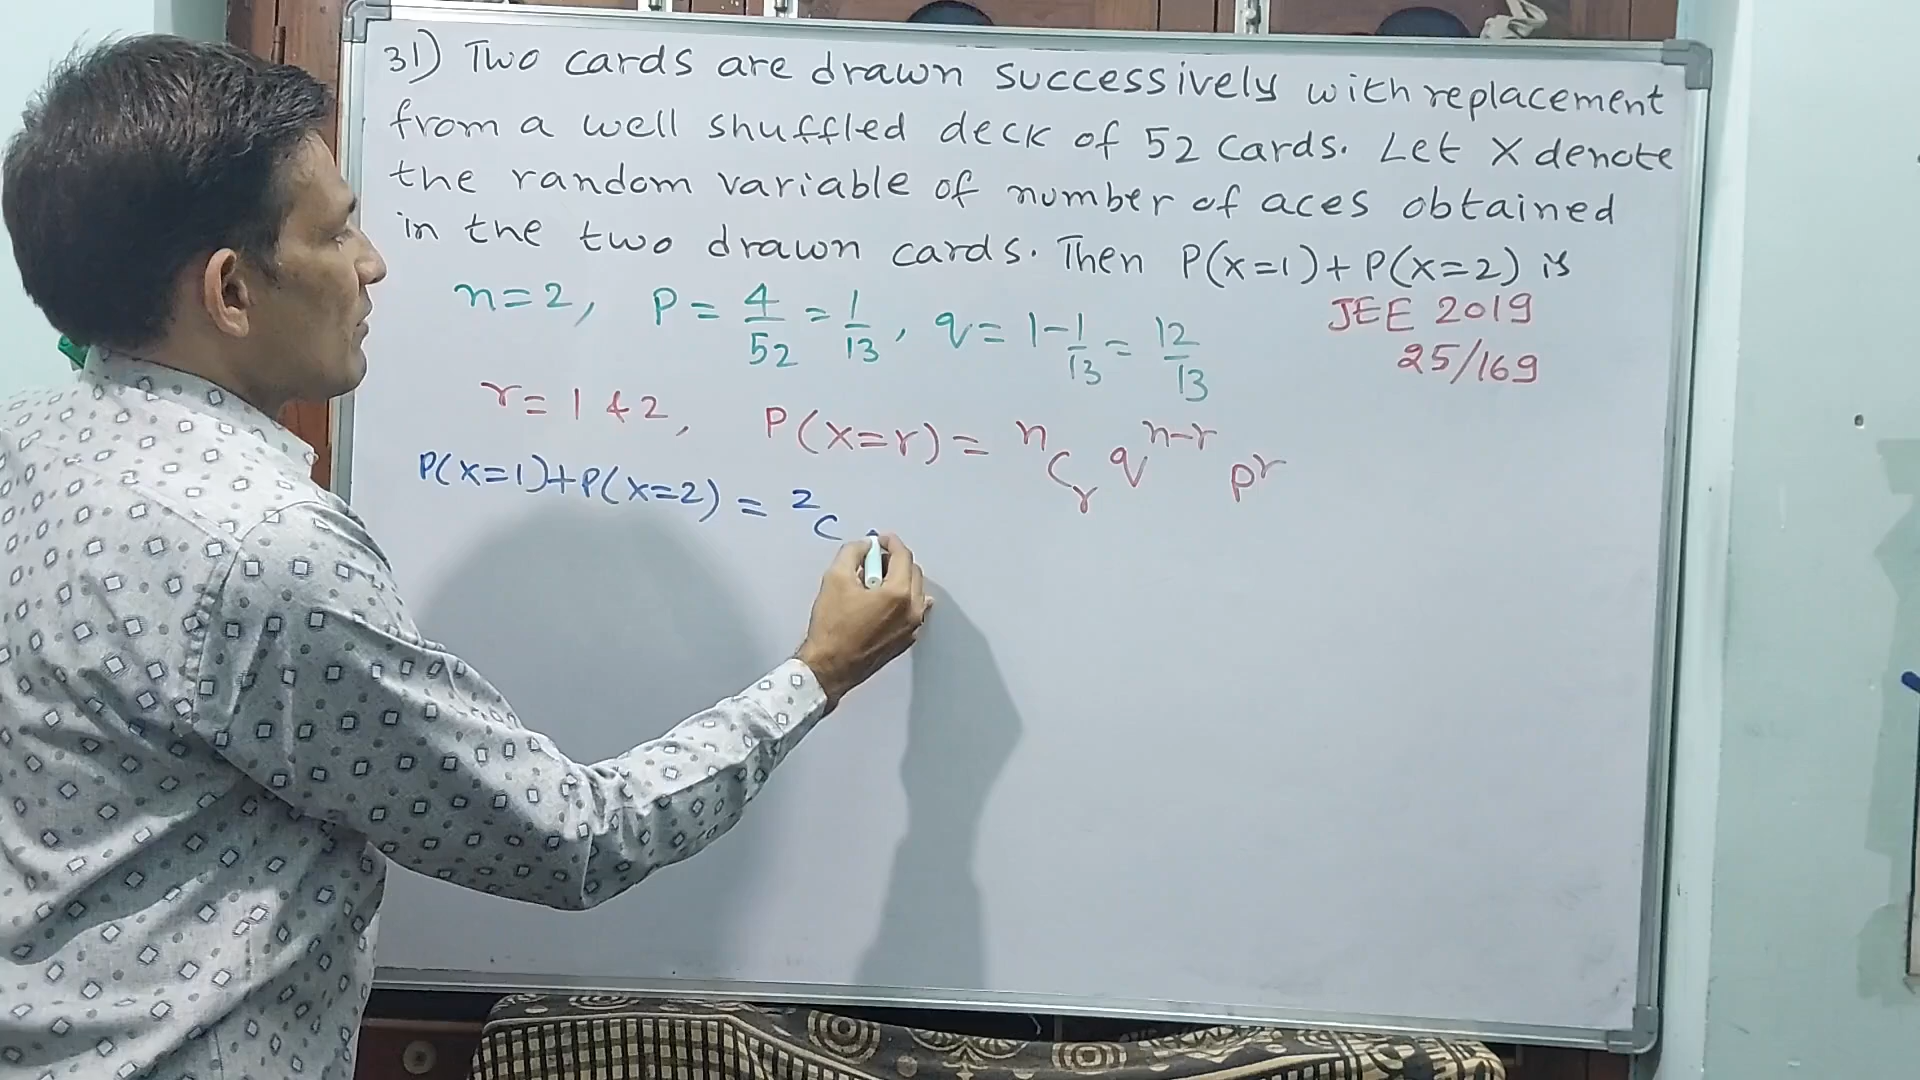 31) Two cards are drawn successively with replacement
from a well shuffled deck of 52 cards. Let X denote
the random variable of number of aces obtained
in the two drawn cards. Then P(X=1)+P(X=2) is
n=2, P = 4/52 = 1/13, q = 1-1/13 = 12/13
JEE 2019
25/169
r = 1 & 2, P(X=r) = ⁿCᵣ qⁿ⁻ʳ pʳ
P(X=1)+P(X=2) = ²C